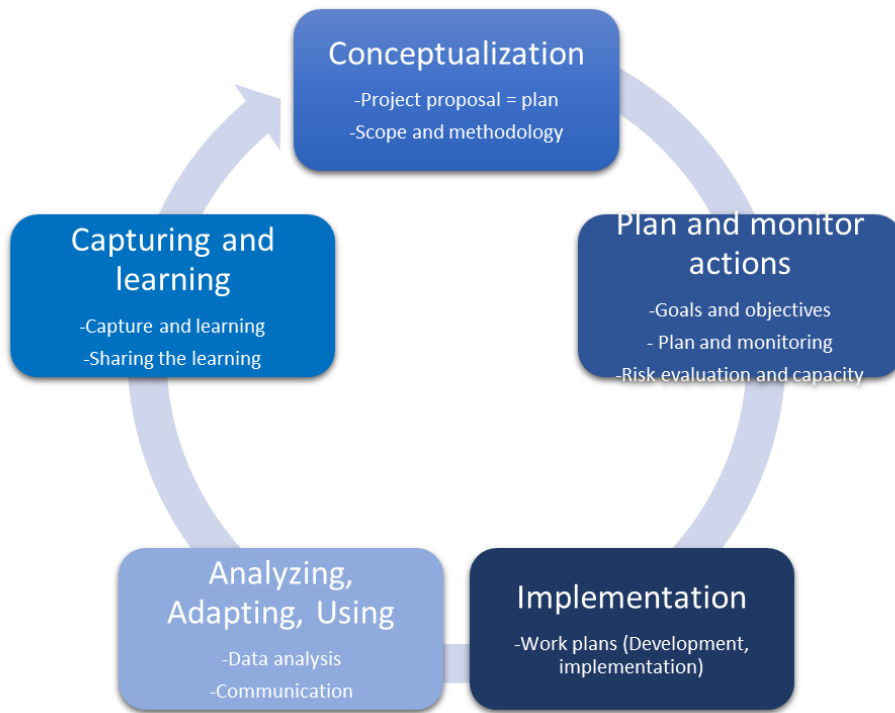 Conceptualization
-Project proposal = plan
-Scope and methodology
Plan and monitor
actions
-Goals and objectives
- Plan and monitoring
-Risk evaluation and capacity
Implementation
-Work plans (Development,
implementation)
Analyzing,
Adapting, Using
-Data analysis
-Communication
Capturing and
learning
-Capture and learning
-Sharing the learning